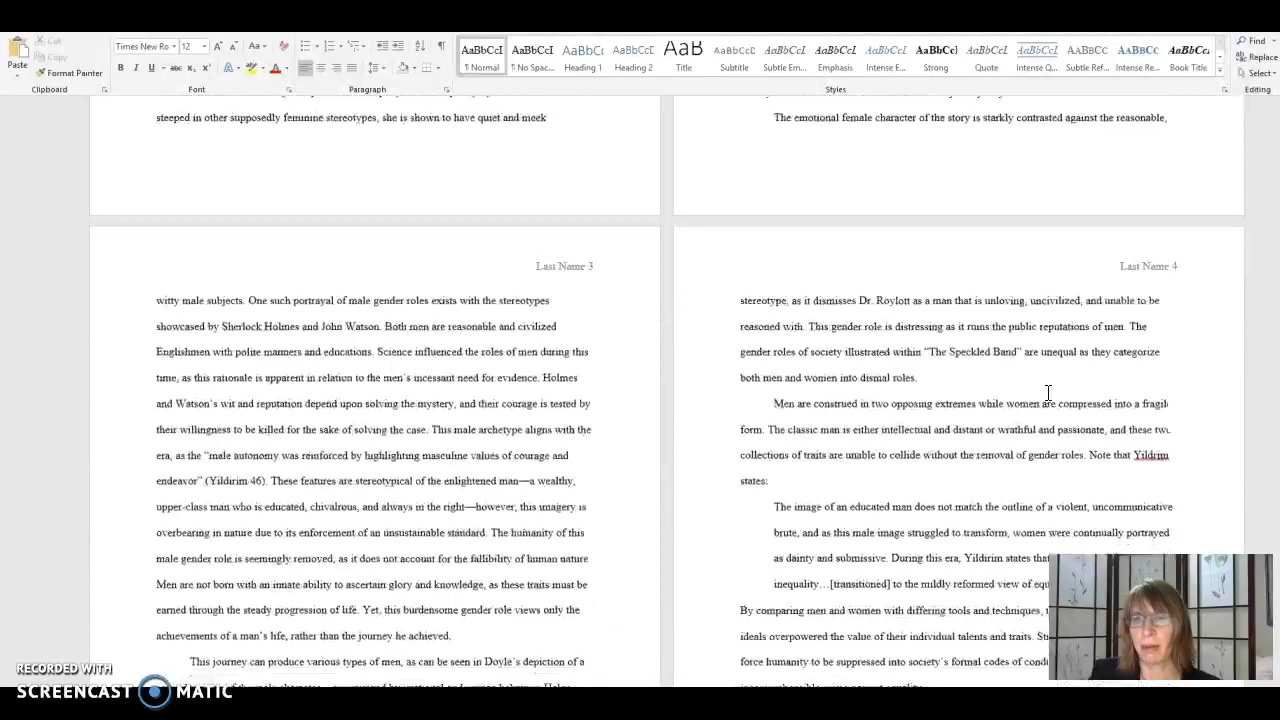 Cut
Copy
Paste
Format Painter
Clipboard
Times New Ro
12
Font
Paragraph
AaBbCcI AaBbCcI AaBbC AaBbCcI AaB AaBbCcI AaBbCcI AaBbCcI AaBbCcI AaBbCc) AaBbCcI AaBbCcI AaBbCcI AaBbCcI AaBbCcI
¶ Normal ¶ No Spac... Heading 1 Heading 2 Title Subtitle Subtle Em... Emphasis Intense E... Strong Quote Intense Q... Subtle Ref... Intense Re... Book Title
Styles
Find
Replace
Select
Editing
steeped in other supposedly feminine stereotypes, she is shown to have quiet and meek
The emotional female character of the story is starkly contrasted against the reasonable,
Last Name 3
witty male subjects. One such portrayal of male gender roles exists with the stereotypes
showcased by Sherlock Holmes and John Watson. Both men are reasonable and civilized
Englishmen with polite manners and educations. Science influenced the roles of men during this
time, as this rationale is apparent in relation to the men's incessant need for evidence. Holmes
and Watson's wit and reputation depend upon solving the mystery, and their courage is tested by
their willingness to be killed for the sake of solving the case. This male archetype aligns with the
era, as the "male autonomy was reinforced by highlighting masculine values of courage and
endeavor" (Yildirim 46). These features are stereotypical of the enlightened man—a wealthy,
upper-class man who is educated, chivalrous, and always in the right—however, this imagery is
overbearing in nature due to its enforcement of an unsustainable standard. The humanity of this
male gender role is seemingly removed, as it does not account for the fallibility of human nature
Men are not born with an innate ability to ascertain glory and knowledge, as these traits must be
earned through the steady progression of life. Yet, this burdensome gender role views only the
achievements of a man's life, rather than the journey he achieved.
This journey can produce various types of men, as can be seen in Doyle's depiction of a
Last Name 4
stereotype, as it dismisses Dr. Roylott as a man that is unloving, uncivilized, and unable to be
reasoned with. This gender role is distressing as it ruins the public reputations of men. The
gender roles of society illustrated within "The Speckled Band" are unequal as they categorize
both men and women into dismal roles.
Men are construed in two opposing extremes while women are compressed into a fragile
form. The classic man is either intellectual and distant or wrathful and passionate, and these two
collections of traits are unable to collide without the removal of gender roles. Note that Yildrim
states:
The image of an educated man does not match the outline of a violent, uncommunicative
brute, and as this male image struggled to transform, women were continually portrayed
as dainty and submissive. During this era, Yildirim states that
inequality…[transitioned] to the mildly reformed view of
By comparing men and women with differing tools and techniques,
ideals overpowered the value of their individual talents and traits.
force humanity to be suppressed into society's formal codes of
RECORDED WITH
SCREENCAST MATIC